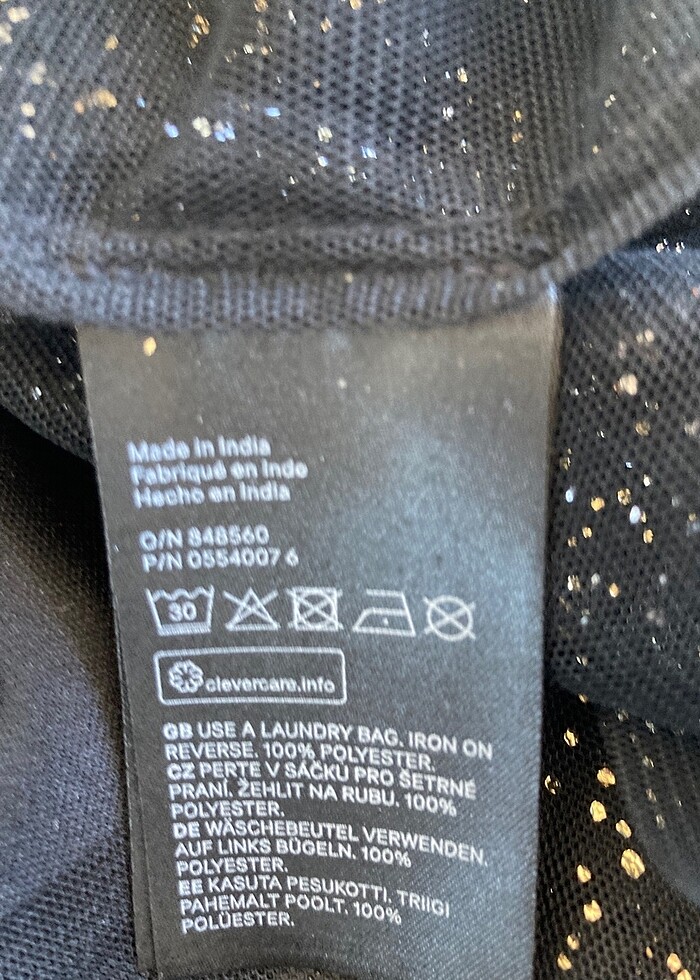 Made in India
Fabriqué en Inde
Hecho en India
O/N 848560
P/N 0554007 6
30
clevercare.info
GB USE A LAUNDRY BAG. IRON ON
REVERSE. 100% POLYESTER.
CZ PERTE V SÁČKU PRO ŠETRNÉ
PRANÍ. ŽEHLIT NA RUBU. 100%
POLYESTER.
DE WÄSCHEBEUTEL VERWENDEN.
AUF LINKS BÜGELN. 100%
POLYESTER.
EE KASUTA PESUKOTTI. TRIIGI
PAHEMALT POOLT. 100%
POLÜESTER.